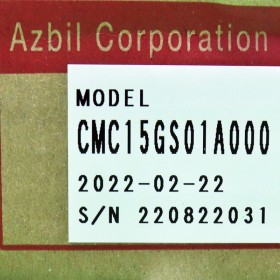 Azbil Corporation
MODEL
CMC15GS01A000
2022-02-22
S/N 220822031